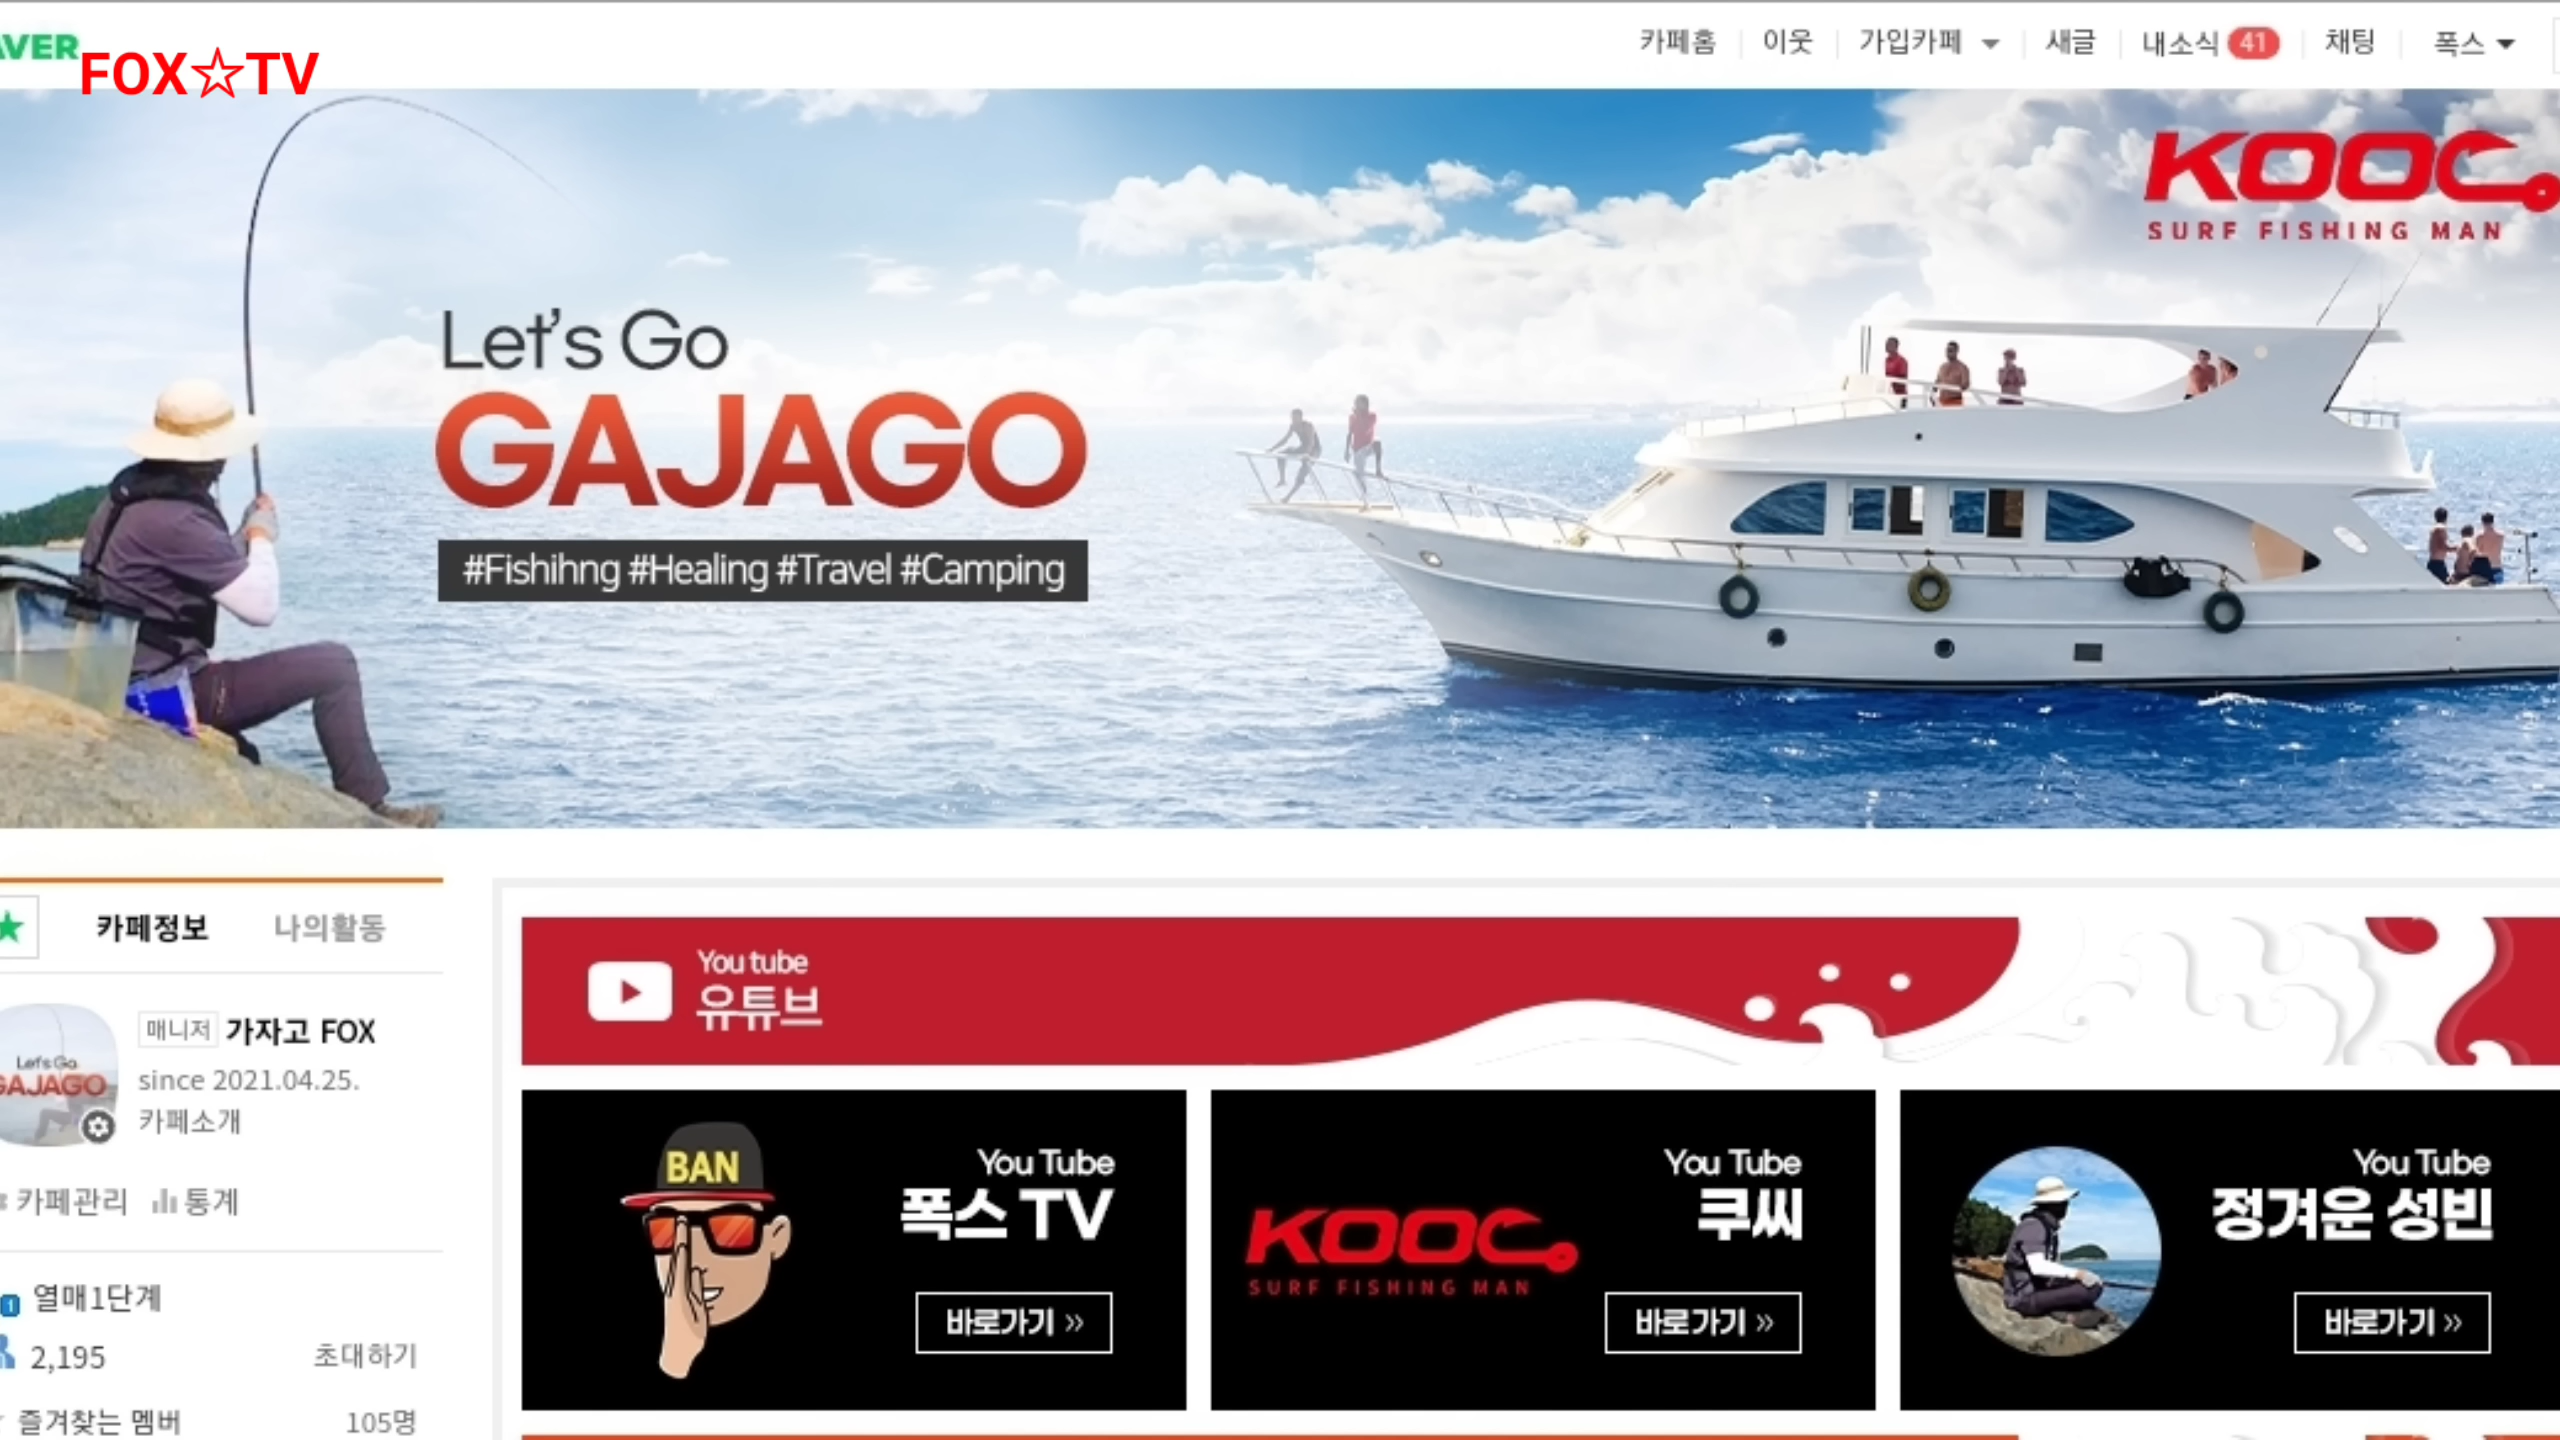 AVER
FOX☆TV
카페홈 이웃 가입카페 새글 내소식 41 채팅 폭스
KOOC
SURF FISHING MAN
Let's Go
GAJAGO
#Fishihng #Healing #Travel #Camping
카페정보 나의활동
매니저 가자고 FOX
since 2021.04.25.
카페소개
Let's Go
GAJAGO
카페관리 통계
1 열매1단계
2,195 초대하기
즐겨찾는 멤버 105명
You tube
유튜브
BAN
You Tube
폭스 TV
바로가기 »
KOOC
SURF FISHING MAN
You Tube
쿠씨
바로가기 »
You Tube
정겨운 성빈
바로가기 »